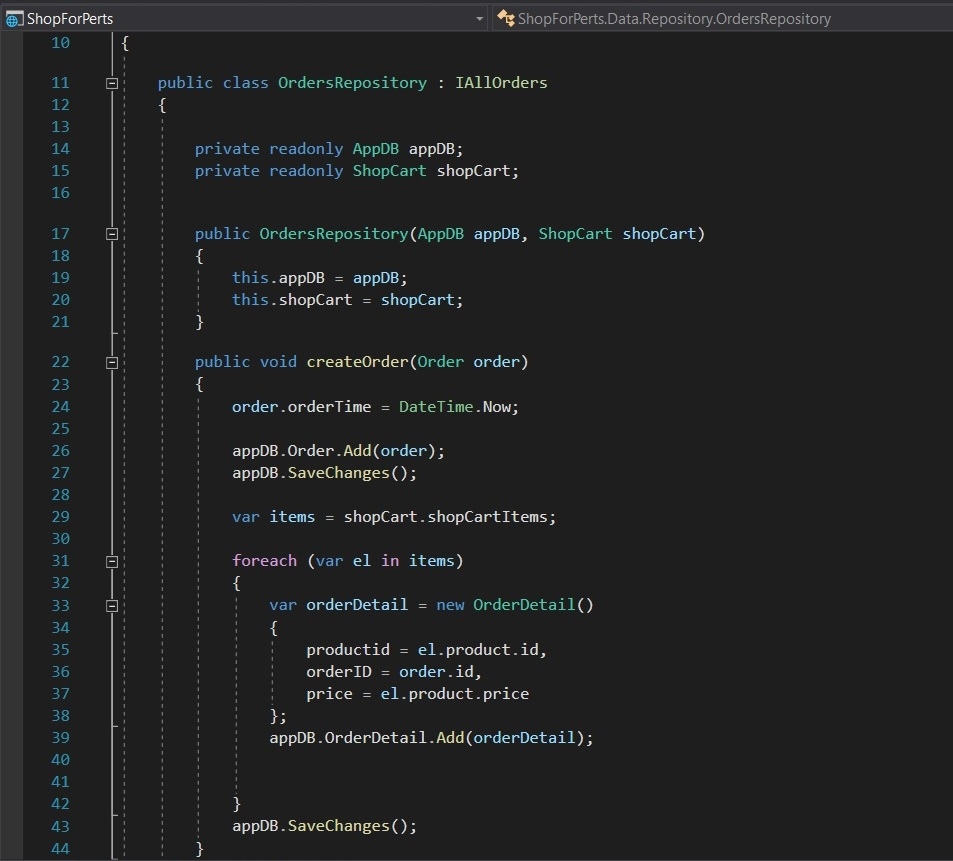 ShopForPerts ShopForPerts.Data.Repository.OrdersRepository
10 {
11 public class OrdersRepository : IAllOrders
12 {
13
14 private readonly AppDB appDB;
15 private readonly ShopCart shopCart;
16
17 public OrdersRepository(AppDB appDB, ShopCart shopCart)
18 {
19 this.appDB = appDB;
20 this.shopCart = shopCart;
21 }
22 public void createOrder(Order order)
23 {
24 order.orderTime = DateTime.Now;
25
26 appDB.Order.Add(order);
27 appDB.SaveChanges();
28
29 var items = shopCart.shopCartItems;
30
31 foreach (var el in items)
32 {
33 var orderDetail = new OrderDetail()
34 {
35 productid = el.product.id,
36 orderID = order.id,
37 price = el.product.price
38 };
39 appDB.OrderDetail.Add(orderDetail);
40
41
42 }
43 appDB.SaveChanges();
44 }